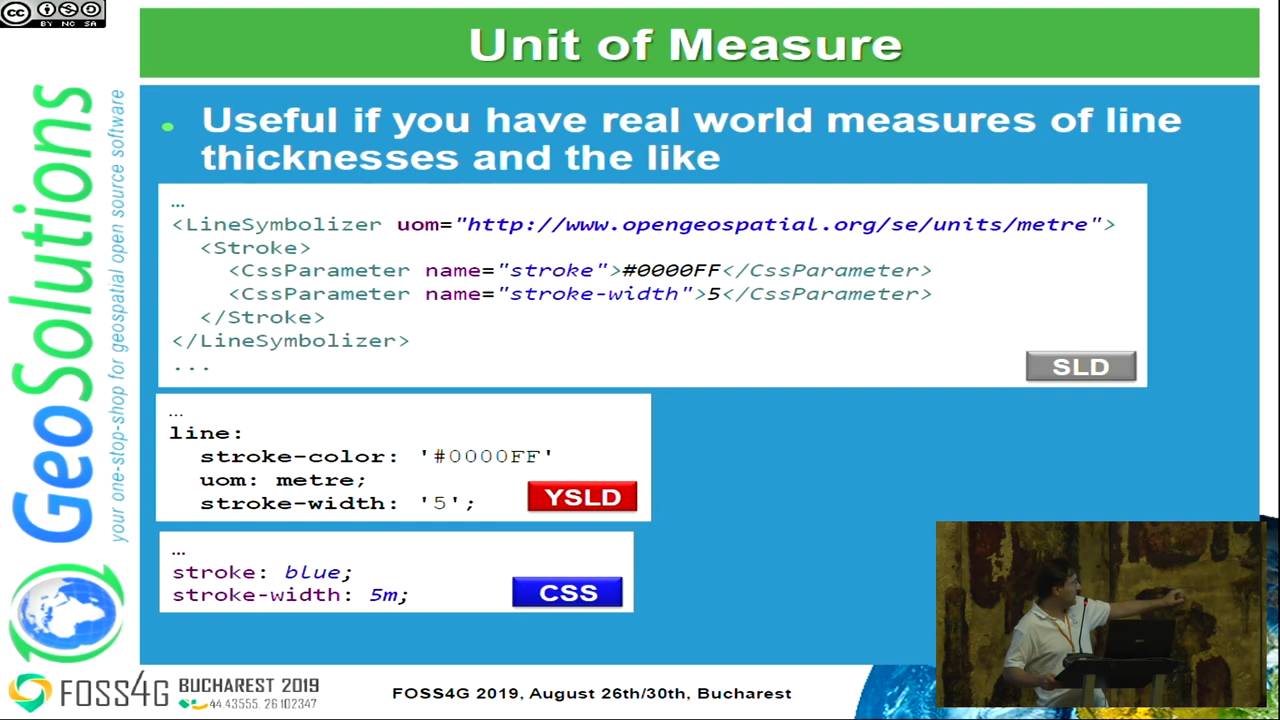 CC BY NC SA
Unit of Measure
Useful if you have real world measures of line
thicknesses and the like
…
<LineSymbolizer uom="http://www.opengeospatial.org/se/units/metre">
<Stroke>
<CssParameter name="stroke">#0000FF</CssParameter>
<CssParameter name="stroke-width">5</CssParameter>
</Stroke>
</LineSymbolizer>
...
SLD
…
line:
stroke-color: '#0000FF'
uom: metre;
stroke-width: '5';
YSLD
…
stroke: blue;
stroke-width: 5m;
CSS
GeoSolutions
your one-stop-shop for geospatial open source software
FOSS4G BUCHAREST 2019
44.43555, 26.102347
FOSS4G 2019, August 26th/30th, Bucharest